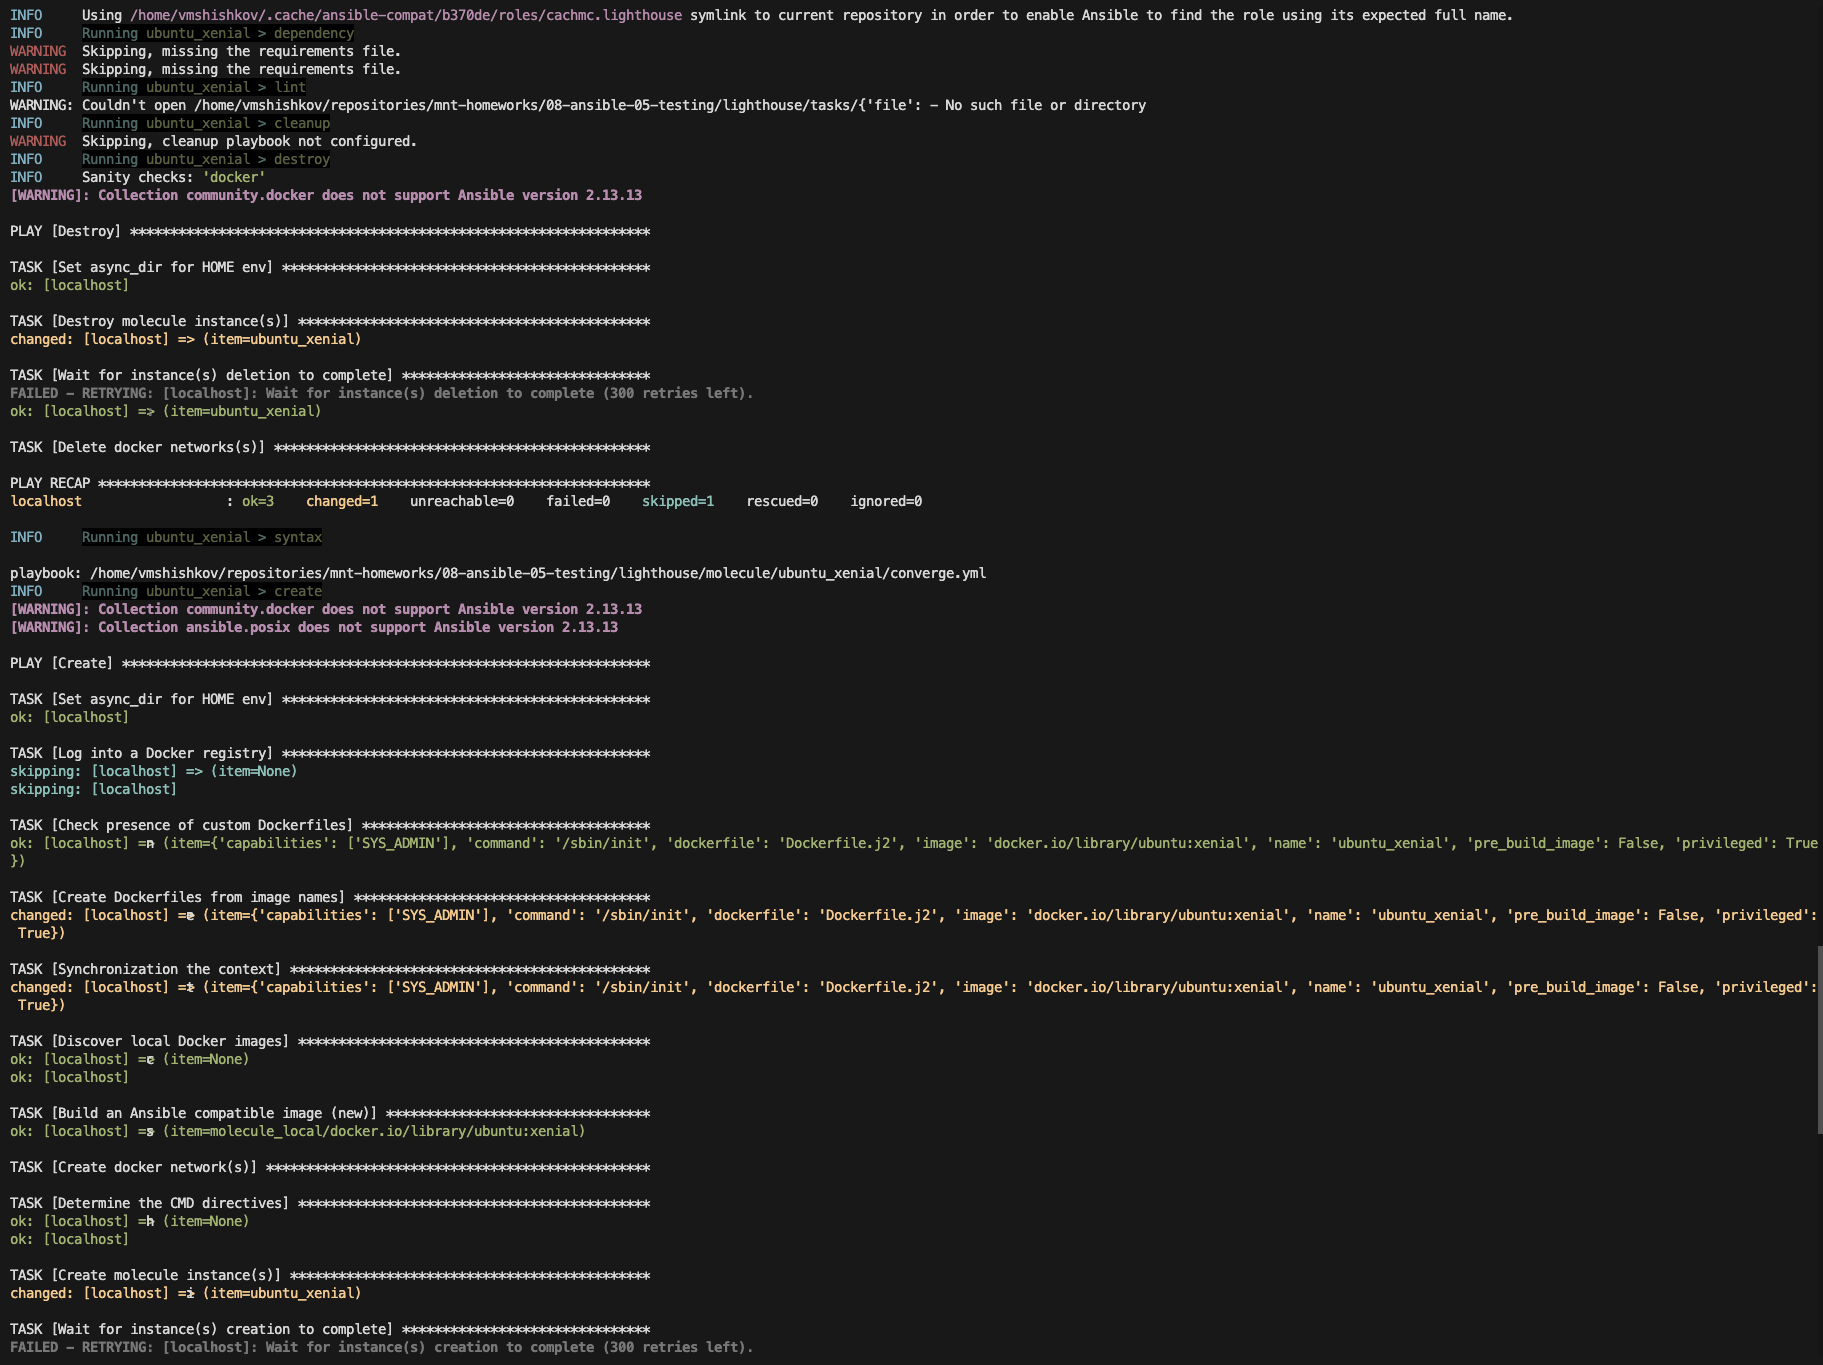 INFO     Using /home/vmshishkov/.cache/ansible-compat/b370de/roles/cachmc.lighthouse symlink to current repository in order to enable Ansible to find the role using its expected full name.
INFO     Running ubuntu_xenial > dependency
WARNING  Skipping, missing the requirements file.
WARNING  Skipping, missing the requirements file.
INFO     Running ubuntu_xenial > lint
WARNING: Couldn't open /home/vmshishkov/repositories/mnt-homeworks/08-ansible-05-testing/lighthouse/tasks/{'file': - No such file or directory
INFO     Running ubuntu_xenial > cleanup
WARNING  Skipping, cleanup playbook not configured.
INFO     Running ubuntu_xenial > destroy
INFO     Sanity checks: 'docker'
[WARNING]: Collection community.docker does not support Ansible version 2.13.13
PLAY [Destroy] *****************************************************************
TASK [Set async_dir for HOME env] **********************************************
ok: [localhost]
TASK [Destroy molecule instance(s)] ********************************************
changed: [localhost] => (item=ubuntu_xenial)
TASK [Wait for instance(s) deletion to complete] *******************************
FAILED - RETRYING: [localhost]: Wait for instance(s) deletion to complete (300 retries left).
ok: [localhost] => (item=ubuntu_xenial)
TASK [Delete docker networks(s)] ***********************************************
PLAY RECAP *********************************************************************
localhost                  : ok=3    changed=1    unreachable=0    failed=0    skipped=1    rescued=0    ignored=0
INFO     Running ubuntu_xenial > syntax
playbook: /home/vmshishkov/repositories/mnt-homeworks/08-ansible-05-testing/lighthouse/molecule/ubuntu_xenial/converge.yml
INFO     Running ubuntu_xenial > create
[WARNING]: Collection community.docker does not support Ansible version 2.13.13
[WARNING]: Collection ansible.posix does not support Ansible version 2.13.13
PLAY [Create] ******************************************************************
TASK [Set async_dir for HOME env] **********************************************
ok: [localhost]
TASK [Log into a Docker registry] **********************************************
skipping: [localhost] => (item=None)
skipping: [localhost]
TASK [Check presence of custom Dockerfiles] ************************************
ok: [localhost] =n (item={'capabilities': ['SYS_ADMIN'], 'command': '/sbin/init', 'dockerfile': 'Dockerfile.j2', 'image': 'docker.io/library/ubuntu:xenial', 'name': 'ubuntu_xenial', 'pre_build_image': False, 'privileged': True
})
TASK [Create Dockerfiles from image names] *************************************
changed: [localhost] =e (item={'capabilities': ['SYS_ADMIN'], 'command': '/sbin/init', 'dockerfile': 'Dockerfile.j2', 'image': 'docker.io/library/ubuntu:xenial', 'name': 'ubuntu_xenial', 'pre_build_image': False, 'privileged':
True})
TASK [Synchronization the context] *********************************************
changed: [localhost] =t (item={'capabilities': ['SYS_ADMIN'], 'command': '/sbin/init', 'dockerfile': 'Dockerfile.j2', 'image': 'docker.io/library/ubuntu:xenial', 'name': 'ubuntu_xenial', 'pre_build_image': False, 'privileged':
True})
TASK [Discover local Docker images] ********************************************
ok: [localhost] =c (item=None)
ok: [localhost]
TASK [Build an Ansible compatible image (new)] *********************************
ok: [localhost] =s (item=molecule_local/docker.io/library/ubuntu:xenial)
TASK [Create docker network(s)] ************************************************
TASK [Determine the CMD directives] ********************************************
ok: [localhost] =h (item=None)
ok: [localhost]
TASK [Create molecule instance(s)] *********************************************
changed: [localhost] =i (item=ubuntu_xenial)
TASK [Wait for instance(s) creation to complete] *******************************
FAILED - RETRYING: [localhost]: Wait for instance(s) creation to complete (300 retries left).